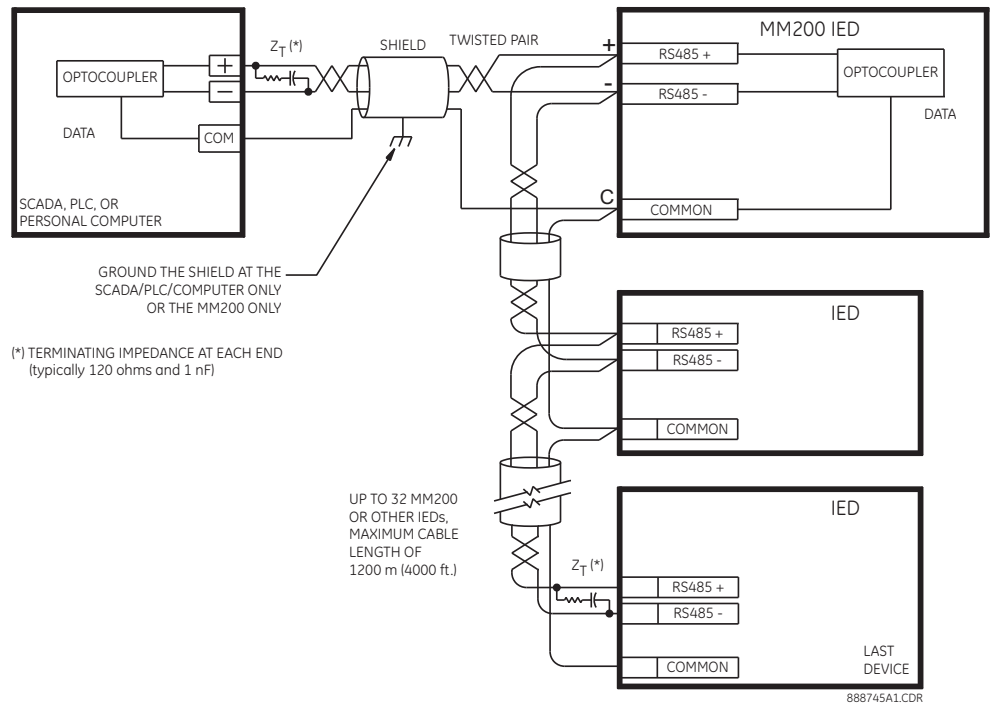 Z_T (*)
SHIELD
TWISTED PAIR
OPTOCOUPLER
+
−
DATA
COM
SCADA, PLC, OR
PERSONAL COMPUTER
+
-
C
MM200 IED
RS485 +
RS485 -
OPTOCOUPLER
DATA
COMMON
GROUND THE SHIELD AT THE
SCADA/PLC/COMPUTER ONLY
OR THE MM200 ONLY
(*) TERMINATING IMPEDANCE AT EACH END
(typically 120 ohms and 1 nF)
IED
RS485 +
RS485 -
COMMON
UP TO 32 MM200
OR OTHER IEDs,
MAXIMUM CABLE
LENGTH OF
1200 m (4000 ft.)
Z_T (*)
IED
RS485 +
RS485 -
COMMON
LAST
DEVICE
888745A1.CDR